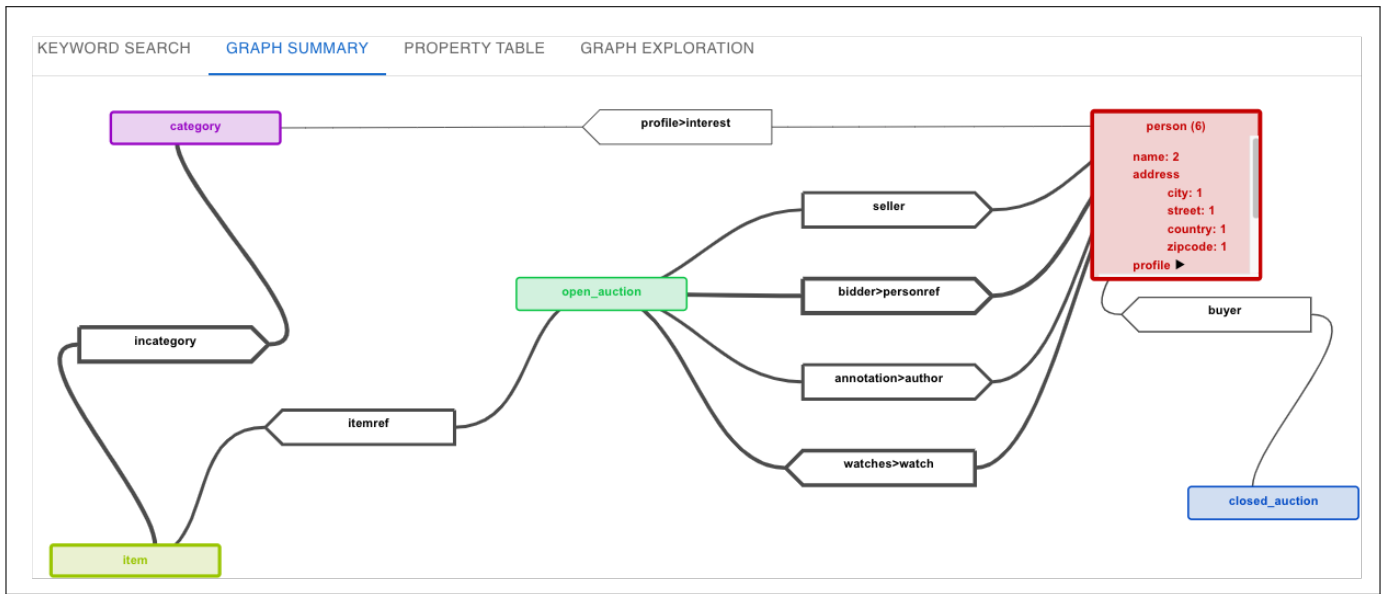 KEYWORD SEARCH GRAPH SUMMARY PROPERTY TABLE GRAPH EXPLORATION
category
profile>interest
person (6)
name: 2
address
city: 1
street: 1
country: 1
zipcode: 1
profile ▶
seller
open_auction
bidder>personref
buyer
incategory
annotation>author
itemref
watches>watch
closed_auction
item